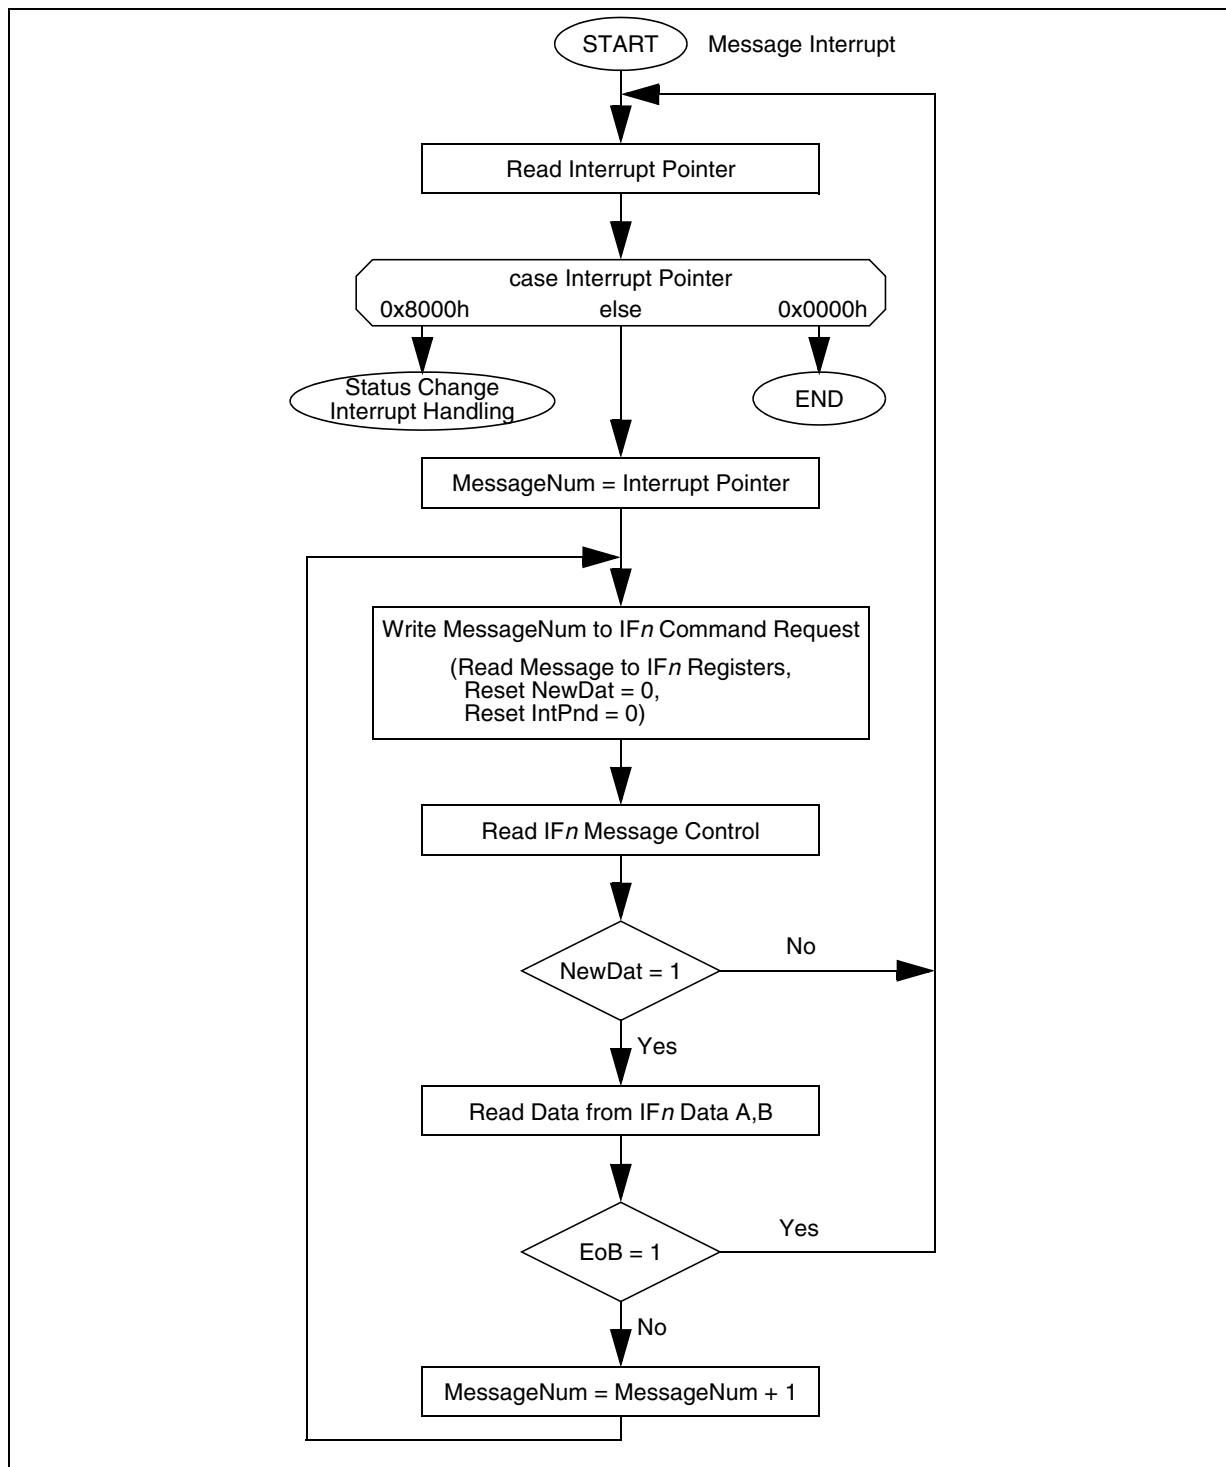 START Message Interrupt
Read Interrupt Pointer
case Interrupt Pointer
0x8000h else 0x0000h
Status Change
Interrupt Handling
END
MessageNum = Interrupt Pointer
Write MessageNum to IFn Command Request
(Read Message to IFn Registers,
Reset NewDat = 0,
Reset IntPnd = 0)
Read IFn Message Control
NewDat = 1
No
Yes
Read Data from IFn Data A,B
EoB = 1
Yes
No
MessageNum = MessageNum + 1